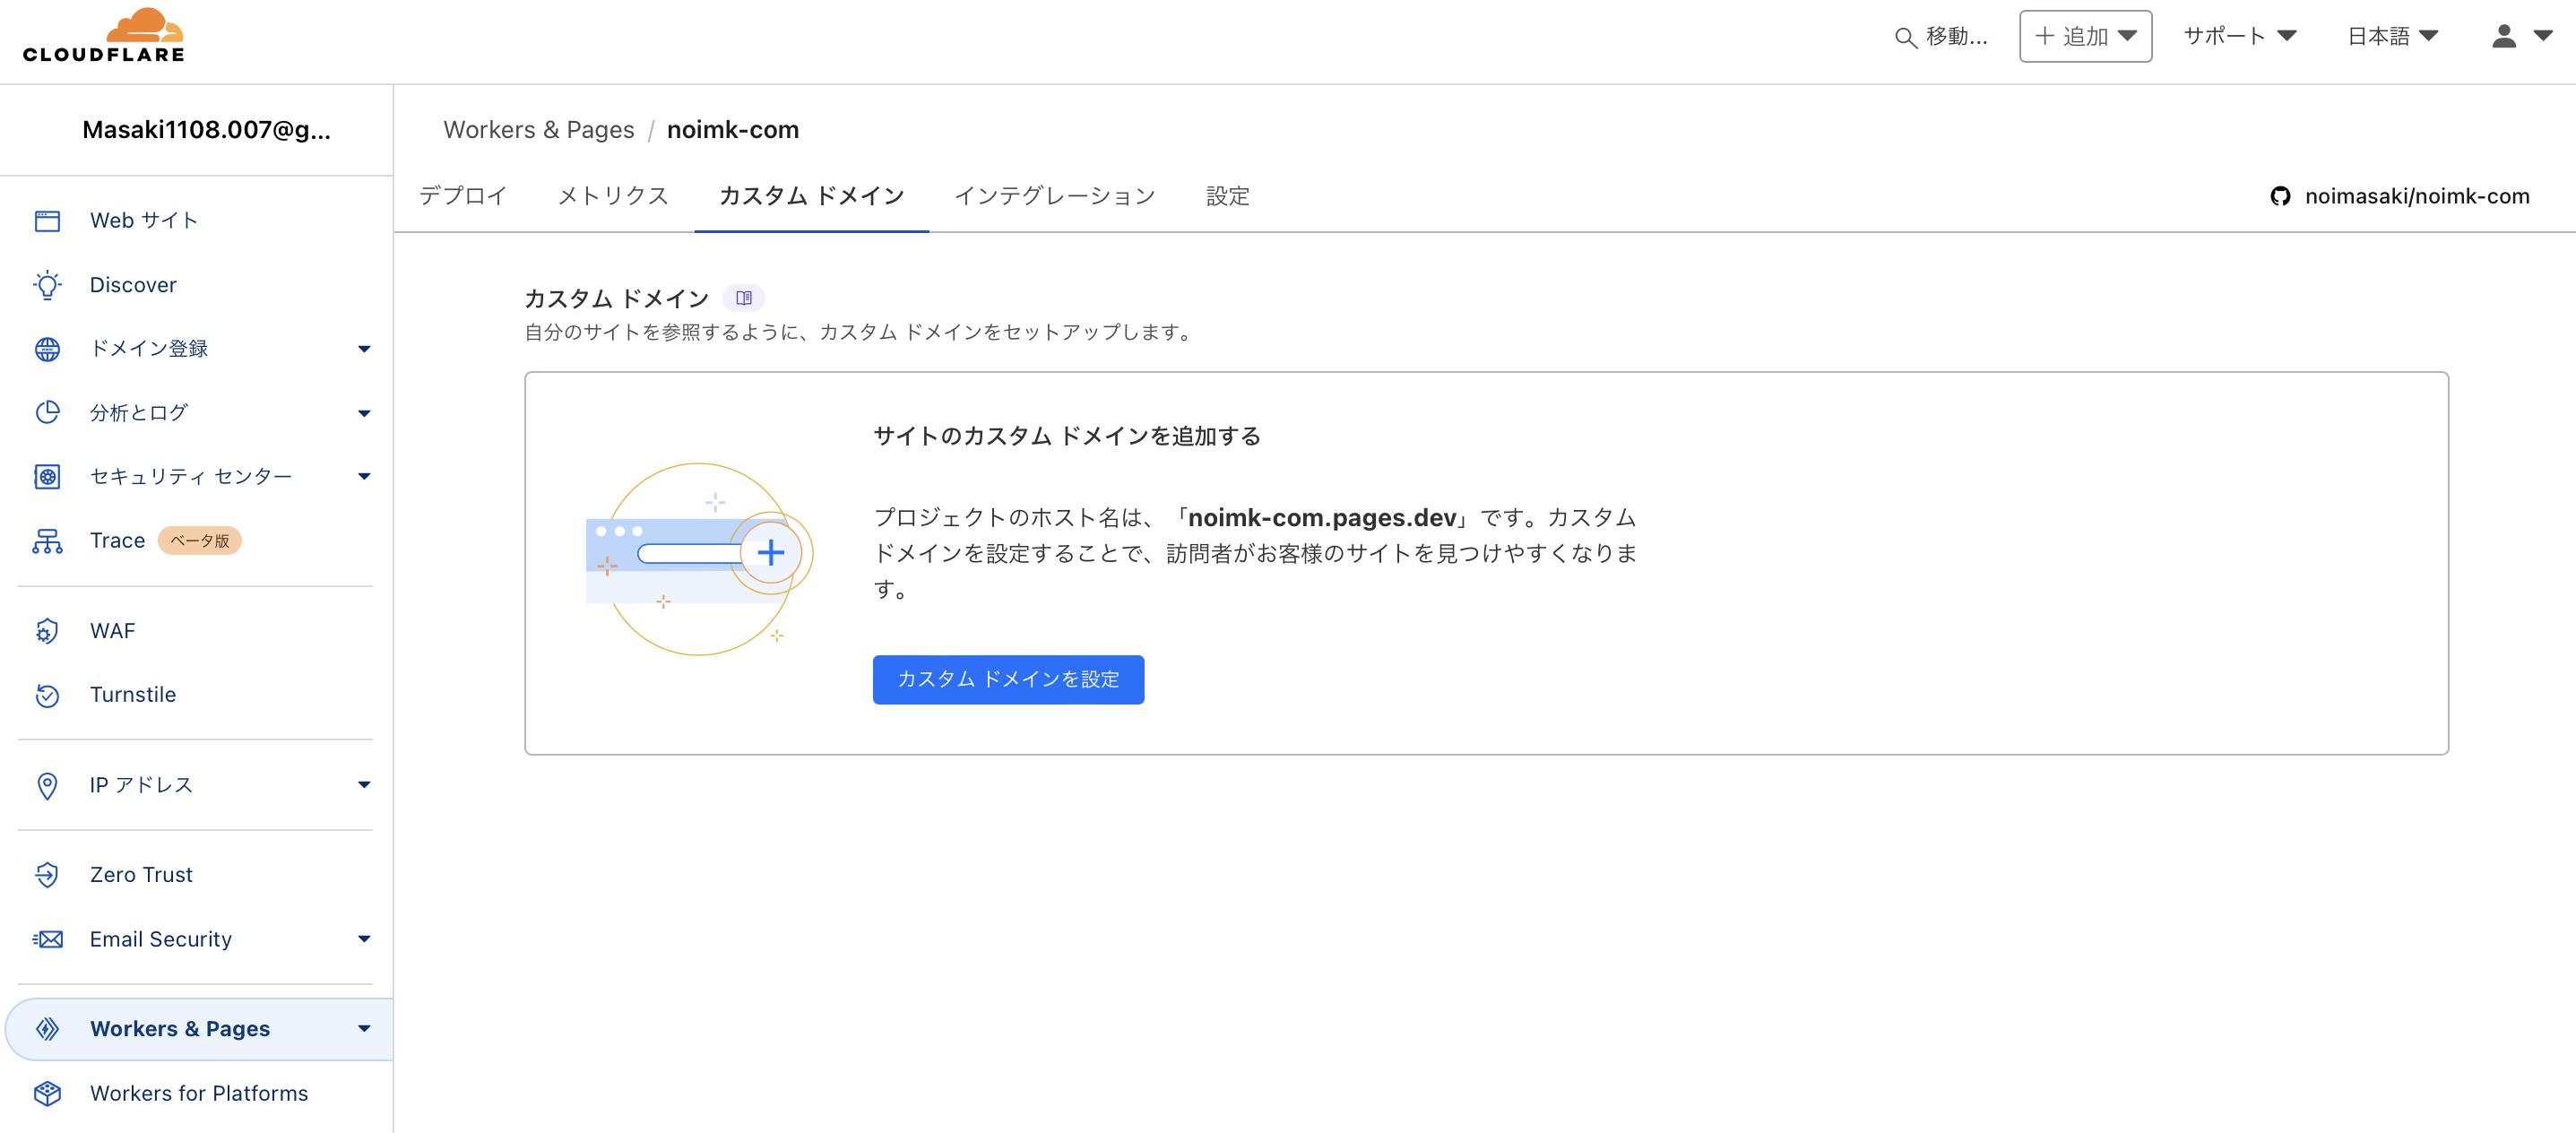 CLOUDFLARE
移動...
追加
サポート
日本語
Masaki1108.007@g...
Web サイト
Discover
ドメイン登録
分析とログ
セキュリティ センター
Trace ベータ版
WAF
Turnstile
IP アドレス
Zero Trust
Email Security
Workers & Pages
Workers for Platforms
Workers & Pages / noimk-com
デプロイ メトリクス カスタム ドメイン インテグレーション 設定
noimasaki/noimk-com
カスタム ドメイン
自分のサイトを参照するように、カスタム ドメインをセットアップします。
サイトのカスタム ドメインを追加する
プロジェクトのホスト名は、「noimk-com.pages.dev」です。カスタム
ドメインを設定することで、訪問者がお客様のサイトを見つけやすくなりま
す。
カスタム ドメインを設定